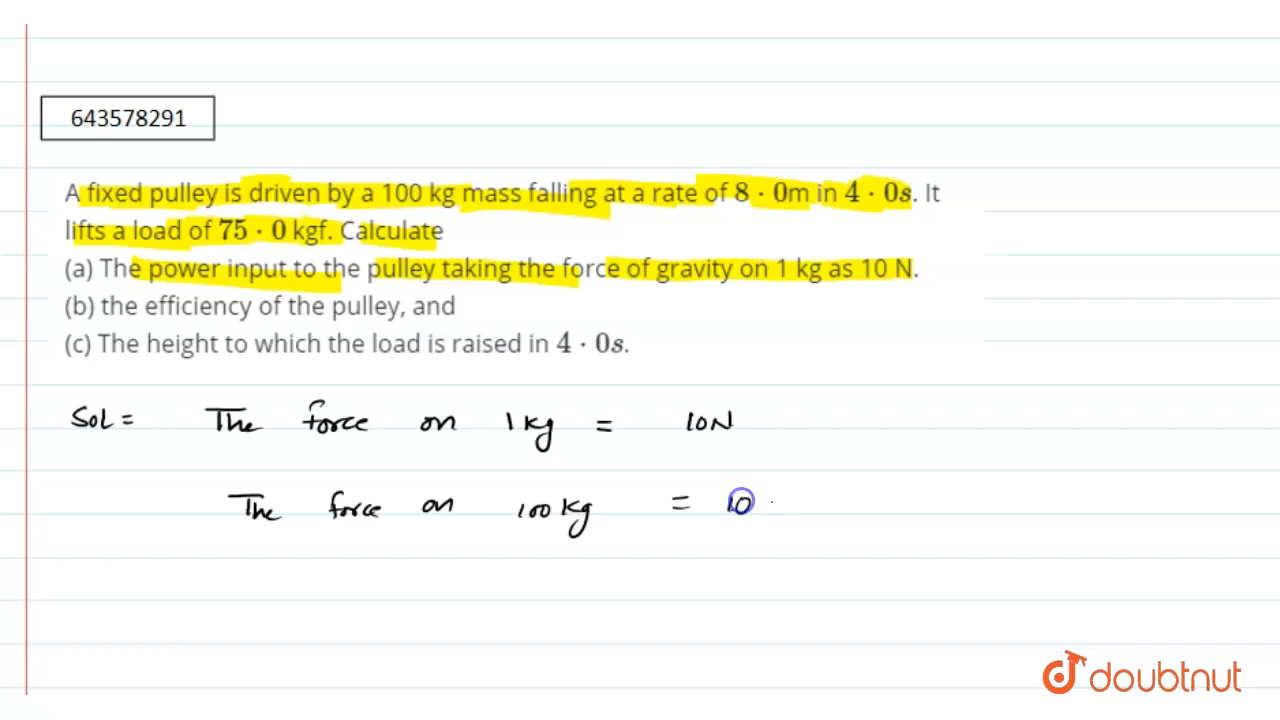 643578291
A fixed pulley is driven by a 100 kg mass falling at a rate of 8 · 0m in 4 · 0s. It
lifts a load of 75 · 0 kgf. Calculate
(a) The power input to the pulley taking the force of gravity on 1 kg as 10 N.
(b) the efficiency of the pulley, and
(c) The height to which the load is raised in 4 · 0s.
Sol = The force on 1 kg = 10N
The force on 100 kg = 10
doubtnut